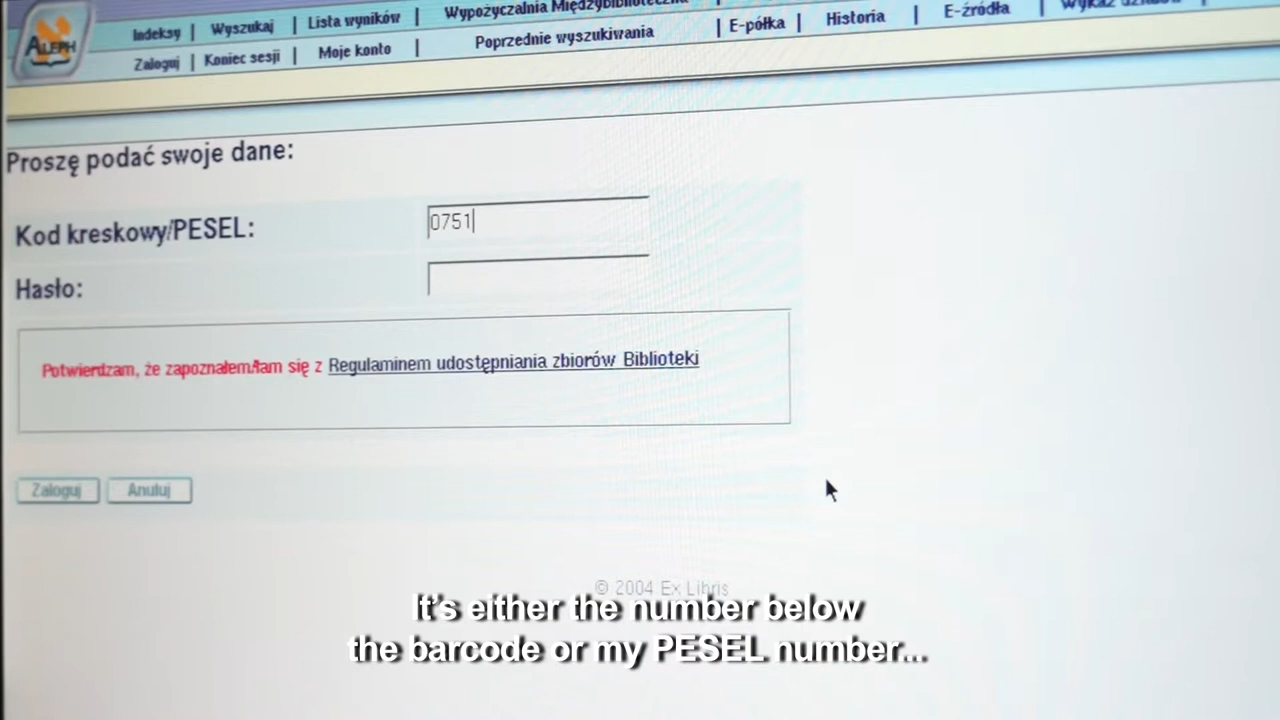 ALEPH
Indeksy | Wyszukaj | Lista wyników | Wypożyczalnia Międzybiblioteczna
Zaloguj | Koniec sesji | Moje konto | Poprzednie wyszukiwania | E-półka | Historia | E-źródła |
Proszę podać swoje dane:
Kod kreskowy/PESEL: 0751
Hasło:
Potwierdzam, że zapoznałem/łam się z Regulaminem udostępniania zbiorów Biblioteki
Zaloguj Anuluj
© 2004 Ex Libris
It's either the number below
the barcode or my PESEL number...